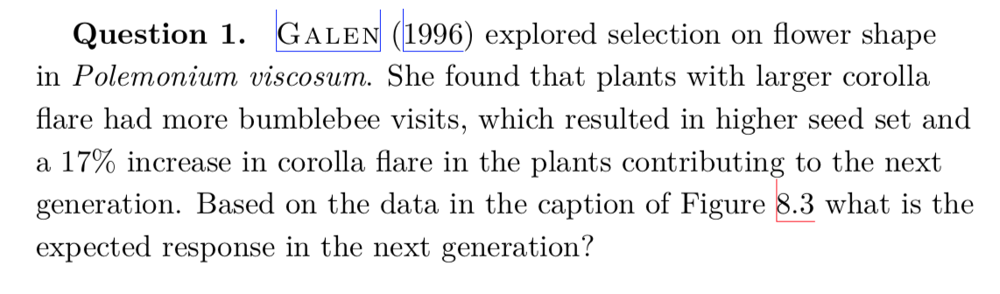 Question 1. GALEN (1996) explored selection on flower shape
in Polemonium viscosum. She found that plants with larger corolla
flare had more bumblebee visits, which resulted in higher seed set and
a 17% increase in corolla flare in the plants contributing to the next
generation. Based on the data in the caption of Figure 8.3 what is the
expected response in the next generation?